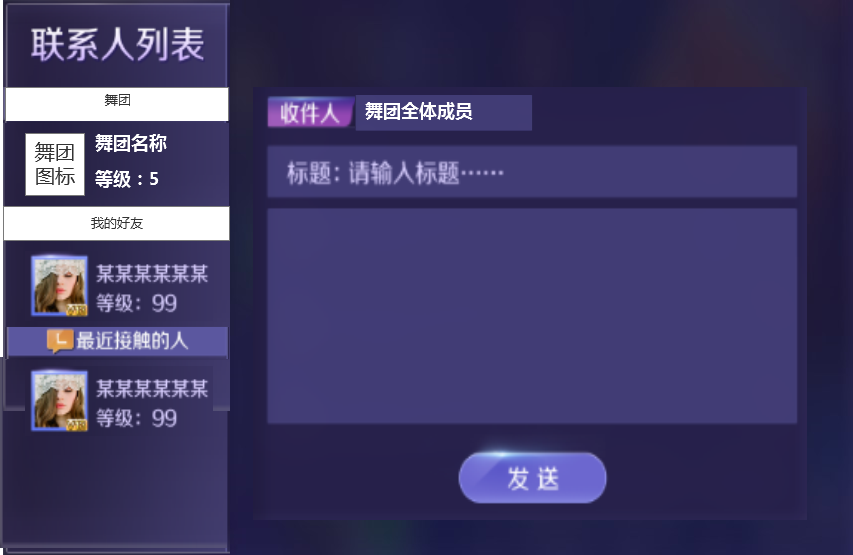 联系人列表
舞团
舞团
图标
舞团名称
等级：5
我的好友
某某某某某某
等级：99
最近接触的人
某某某某某某
等级：99
收件人
舞团全体成员
标题：请输入标题……
发送